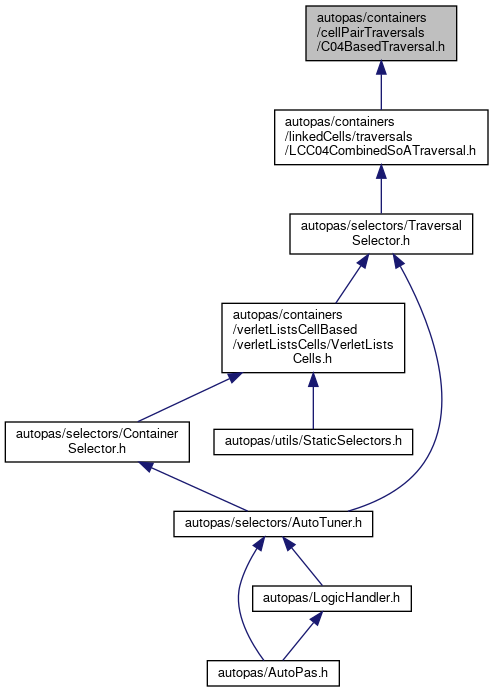 autopas/containers
/cellPairTraversals
/C04BasedTraversal.h
autopas/containers
/linkedCells/traversals
/LCC04CombinedSoATraversal.h
autopas/selectors/Traversal
Selector.h
autopas/containers
/verletListsCellBased
/verletListsCells/VerletLists
Cells.h
autopas/selectors/Container
Selector.h
autopas/utils/StaticSelectors.h
autopas/selectors/AutoTuner.h
autopas/LogicHandler.h
autopas/AutoPas.h